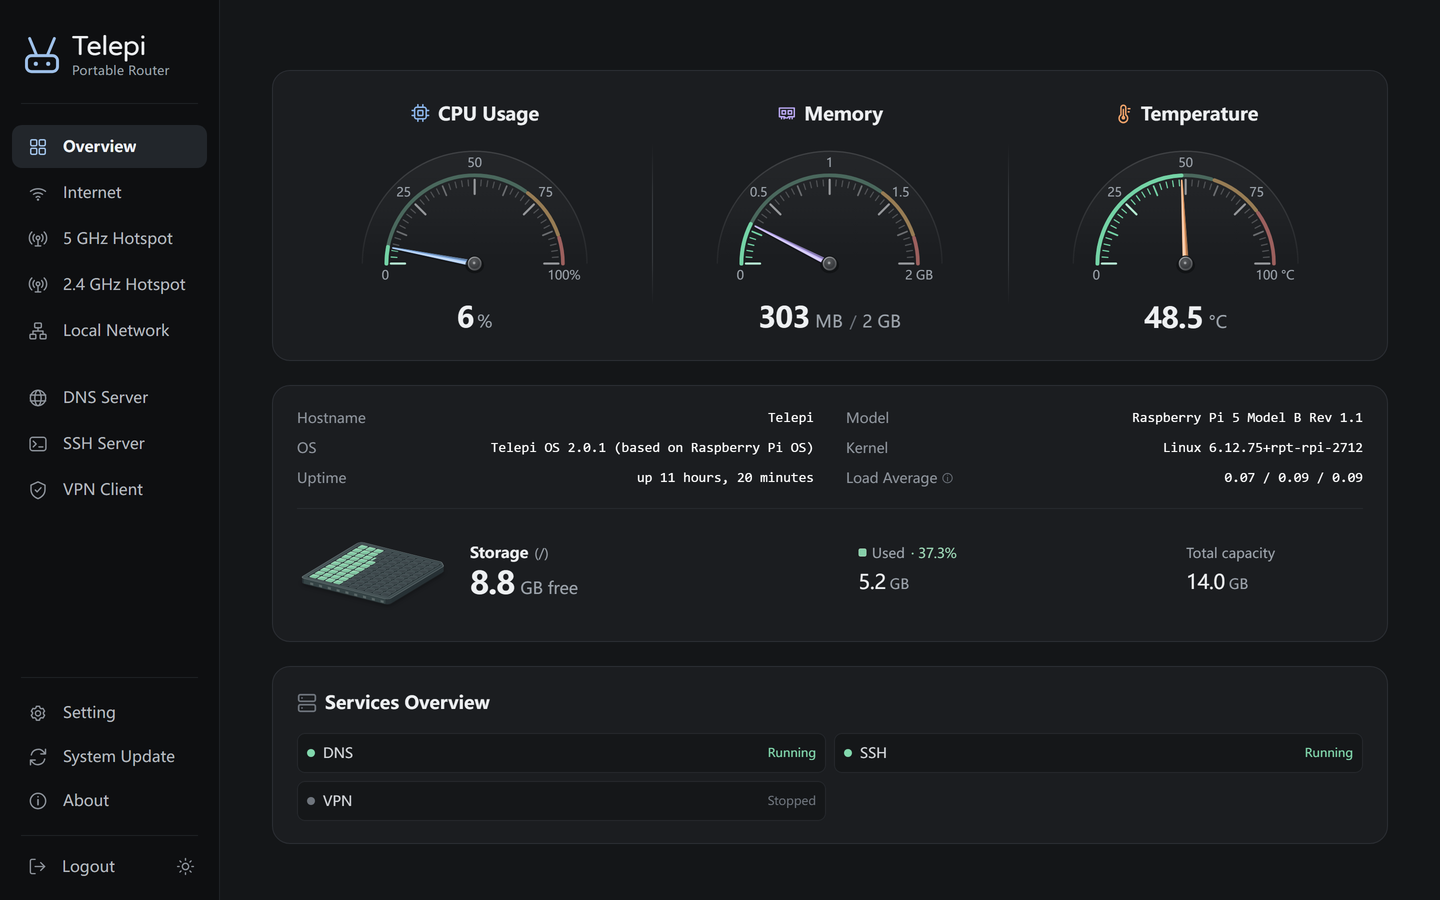 Telepi
Portable Router
Overview
Internet
5 GHz Hotspot
2.4 GHz Hotspot
Local Network
DNS Server
SSH Server
VPN Client
Setting
System Update
About
Logout
CPU Usage
0
25
50
75
100%
6 %
Memory
0
0.5
1
1.5
2 GB
303 MB / 2 GB
Temperature
0
25
50
75
100 °C
48.5 °C
Hostname Telepi
Model Raspberry Pi 5 Model B Rev 1.1
OS Telepi OS 2.0.1 (based on Raspberry Pi OS)
Kernel Linux 6.12.75+rpt-rpi-2712
Uptime up 11 hours, 20 minutes
Load Average 0.07 / 0.09 / 0.09
Storage (/)
8.8 GB free
Used · 37.3%
5.2 GB
Total capacity
14.0 GB
Services Overview
DNS Running
SSH Running
VPN Stopped